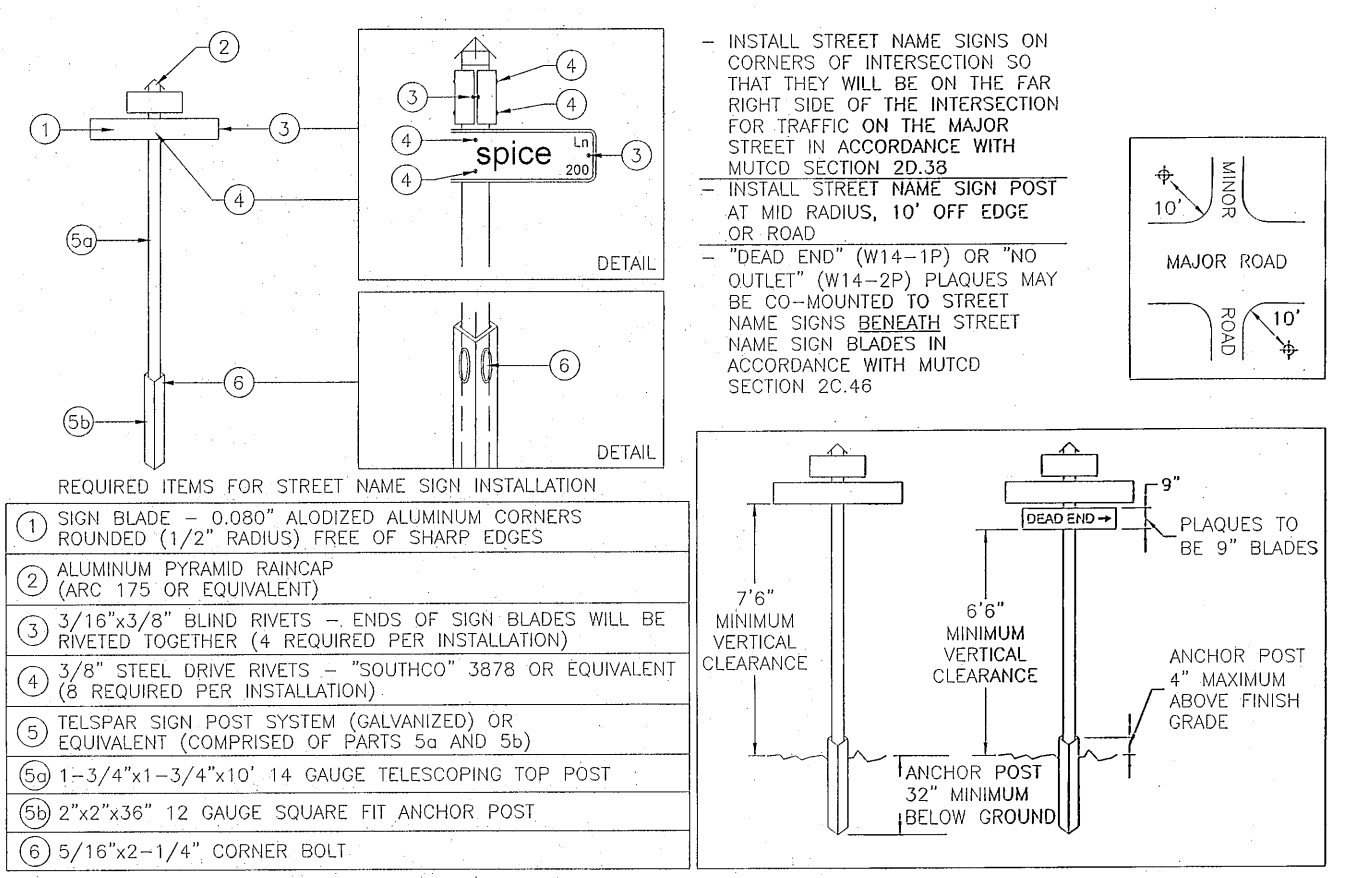 2
1
3
4
5a
6
5b
4
3
4
4
4
spice
Ln
200
3
DETAIL
6
DETAIL
– INSTALL STREET NAME SIGNS ON
CORNERS OF INTERSECTION SO
THAT THEY WILL BE ON THE FAR
RIGHT SIDE OF THE INTERSECTION
FOR TRAFFIC ON THE MAJOR
STREET IN ACCORDANCE WITH
MUTCD SECTION 2D.38
– INSTALL STREET NAME SIGN POST
AT MID RADIUS, 10' OFF EDGE
OR ROAD
– "DEAD END" (W14–1P) OR "NO
OUTLET" (W14–2P) PLAQUES MAY
BE CO–MOUNTED TO STREET
NAME SIGNS BENEATH STREET
NAME SIGN BLADES IN
ACCORDANCE WITH MUTCD
SECTION 2C.46
10'
MINOR
MAJOR ROAD
ROAD
10'
REQUIRED ITEMS FOR STREET NAME SIGN INSTALLATION
1 SIGN BLADE – 0.080" ALODIZED ALUMINUM CORNERS
ROUNDED (1/2" RADIUS) FREE OF SHARP EDGES
2 ALUMINUM PYRAMID RAINCAP
(ARC 175 OR EQUIVALENT)
3 3/16"x3/8" BLIND RIVETS – ENDS OF SIGN BLADES WILL BE
RIVETED TOGETHER (4 REQUIRED PER INSTALLATION)
4 3/8" STEEL DRIVE RIVETS – "SOUTHCO" 3878 OR EQUIVALENT
(8 REQUIRED PER INSTALLATION)
5 TELSPAR SIGN POST SYSTEM (GALVANIZED) OR
EQUIVALENT (COMPRISED OF PARTS 5a AND 5b)
5a 1–3/4"x1–3/4"x10' 14 GAUGE TELESCOPING TOP POST
5b 2"x2"x36" 12 GAUGE SQUARE FIT ANCHOR POST
6 5/16"x2–1/4" CORNER BOLT
7'6"
MINIMUM
VERTICAL
CLEARANCE
DEAD END →
9"
PLAQUES TO
BE 9" BLADES
6'6"
MINIMUM
VERTICAL
CLEARANCE
ANCHOR POST
4" MAXIMUM
ABOVE FINISH
GRADE
ANCHOR POST
32" MINIMUM
BELOW GROUND